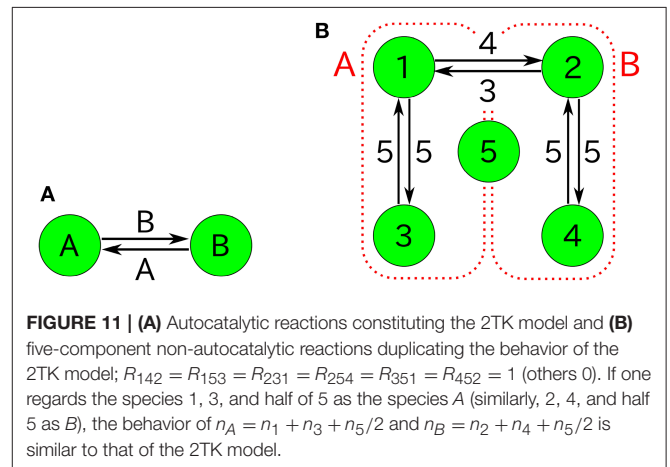 B
A
1
4
2
B
3
5
5
5
5
5
3
4
A
A
B
B
A
FIGURE 11 | (A) Autocatalytic reactions constituting the 2TK model and (B)
five-component non-autocatalytic reactions duplicating the behavior of the
2TK model; R₁₄₂ = R₁₅₃ = R₂₃₁ = R₂₅₄ = R₃₅₁ = R₄₅₂ = 1 (others 0). If one
regards the species 1, 3, and half of 5 as the species A (similarly, 2, 4, and half
5 as B), the behavior of n_A = n₁ + n₃ + n₅/2 and n_B = n₂ + n₄ + n₅/2 is
similar to that of the 2TK model.